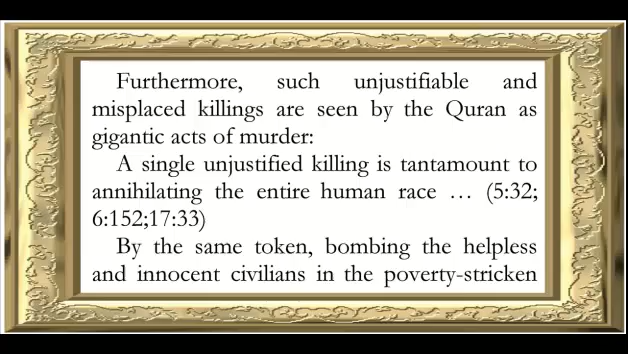 Furthermore, such unjustifiable and
misplaced killings are seen by the Quran as
gigantic acts of murder:
A single unjustified killing is tantamount to
annihilating the entire human race … (5:32;
6:152;17:33)
By the same token, bombing the helpless
and innocent civilians in the poverty-stricken